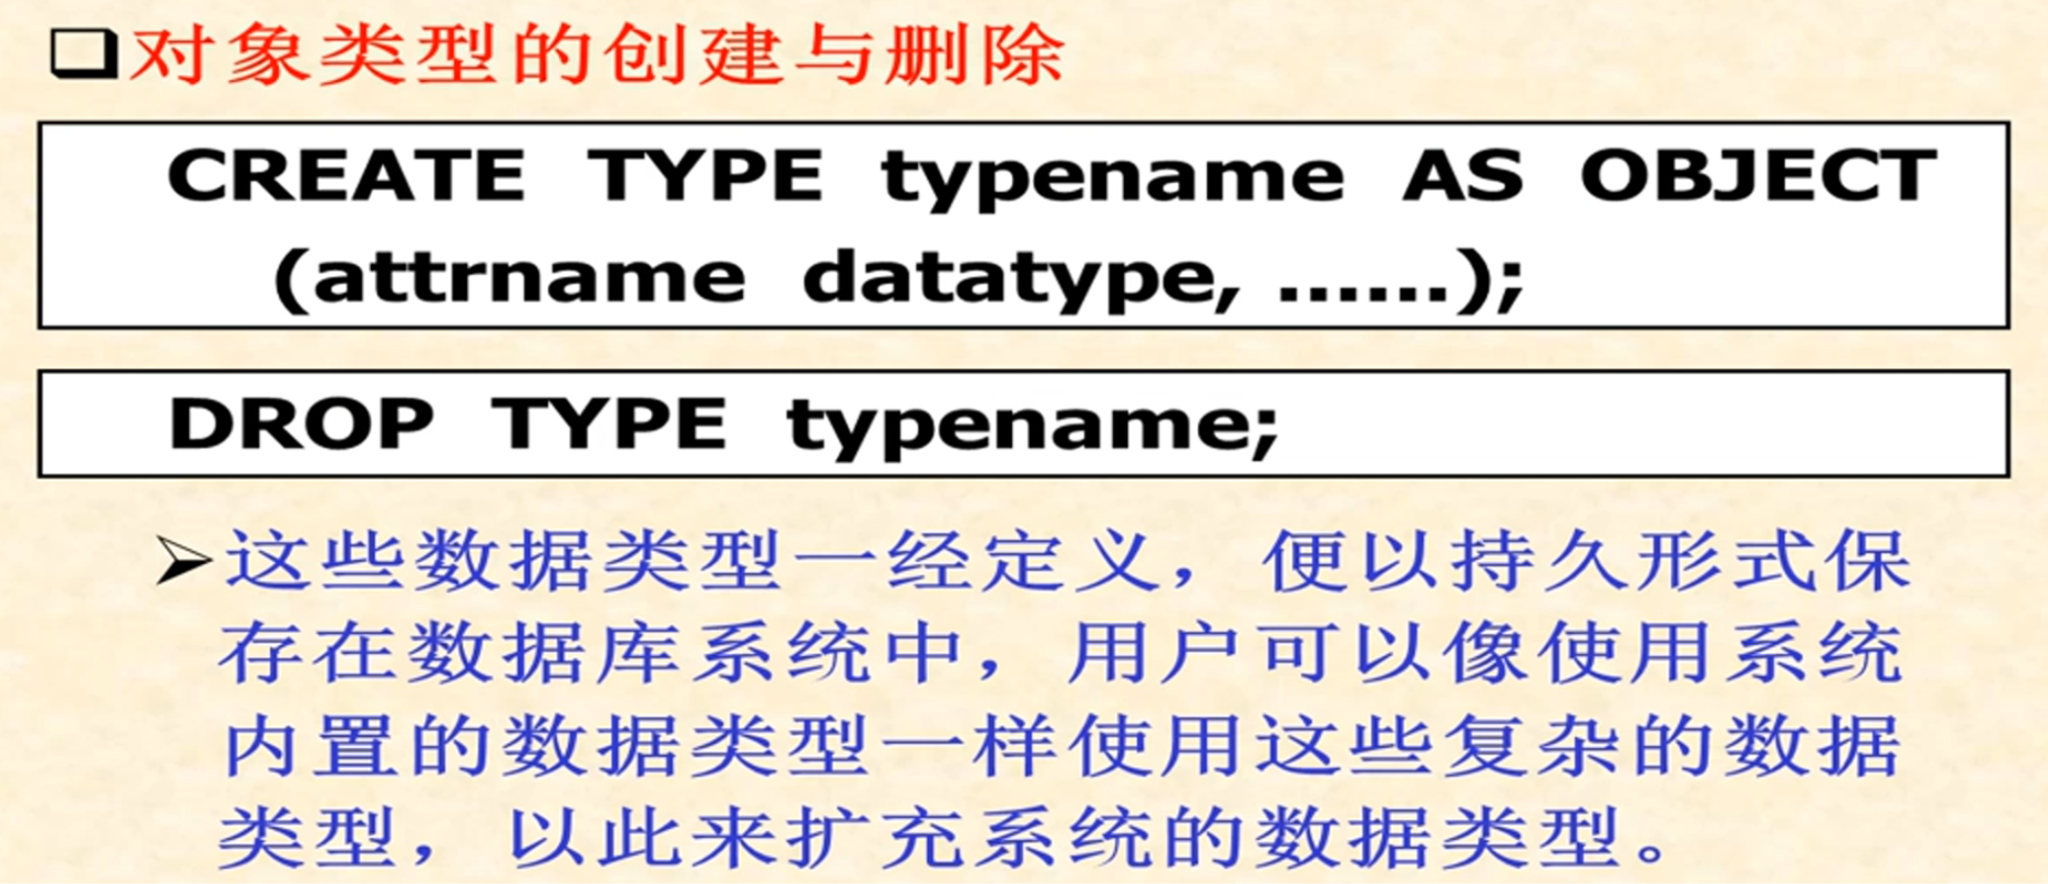 对象类型的创建与删除
CREATE TYPE typename AS OBJECT
(attrname datatype, ......);
DROP TYPE typename;
这些数据类型一经定义，便以持久形式保
存在数据库系统中，用户可以像使用系统
内置的数据类型一样使用这些复杂的数据
类型，以此来扩充系统的数据类型。